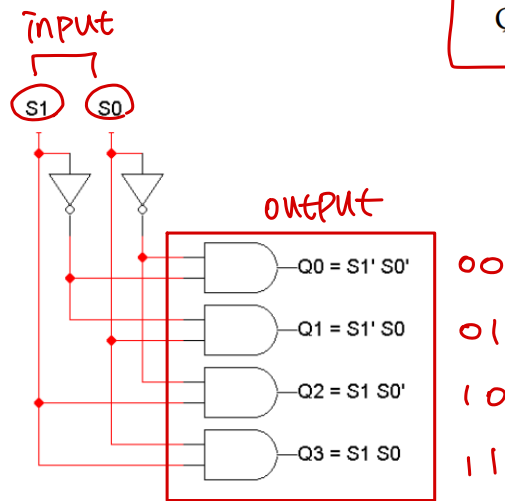 input
S1 S0
output
Q0 = S1' S0' 00
Q1 = S1' S0 01
Q2 = S1 S0' 10
Q3 = S1 S0 11